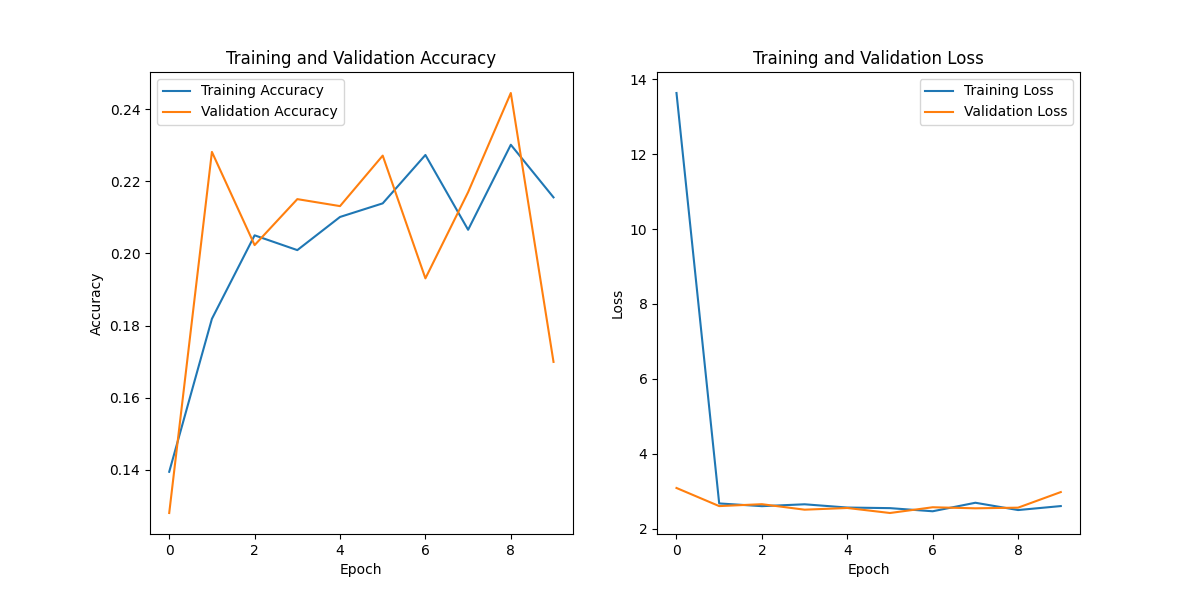 Training and Validation Accuracy
Training Accuracy
Validation Accuracy
0.24
0.22
0.20
0.18
0.16
0.14
Accuracy
0 2 4 6 8
Epoch
Training and Validation Loss
Training Loss
Validation Loss
14
12
10
8
6
4
2
Loss
0 2 4 6 8
Epoch